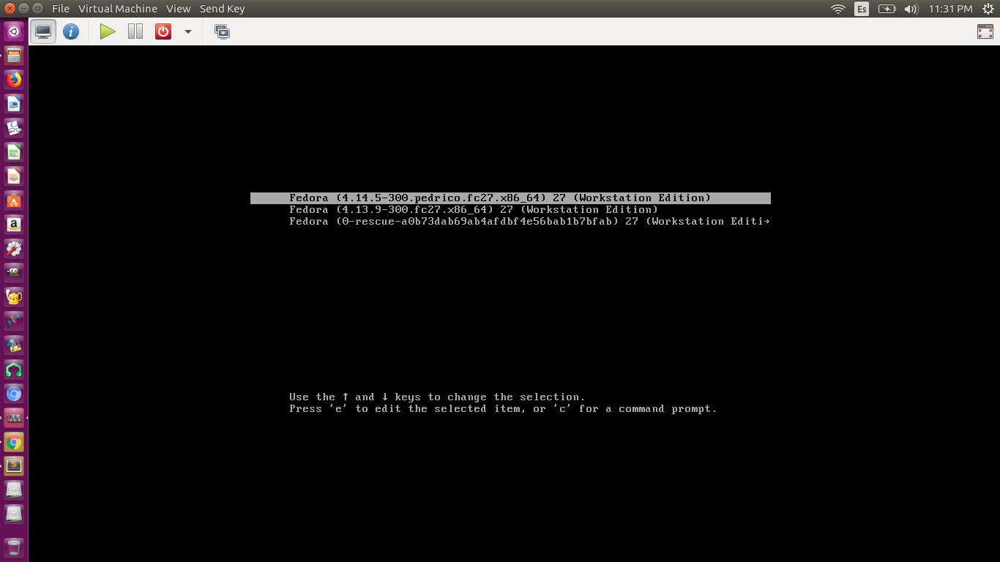 File Virtual Machine View Send Key
Es 11:31 PM
Fedora (4.14.5-300.pedrico.fc27.x86_64) 27 (Workstation Edition)
Fedora (4.13.9-300.fc27.x86_64) 27 (Workstation Edition)
Fedora (0-rescue-a0b73dab69ab4afdbf4e56bab1b7bfab) 27 (Workstation Editi→
Use the ↑ and ↓ keys to change the selection.
Press 'e' to edit the selected item, or 'c' for a command prompt.